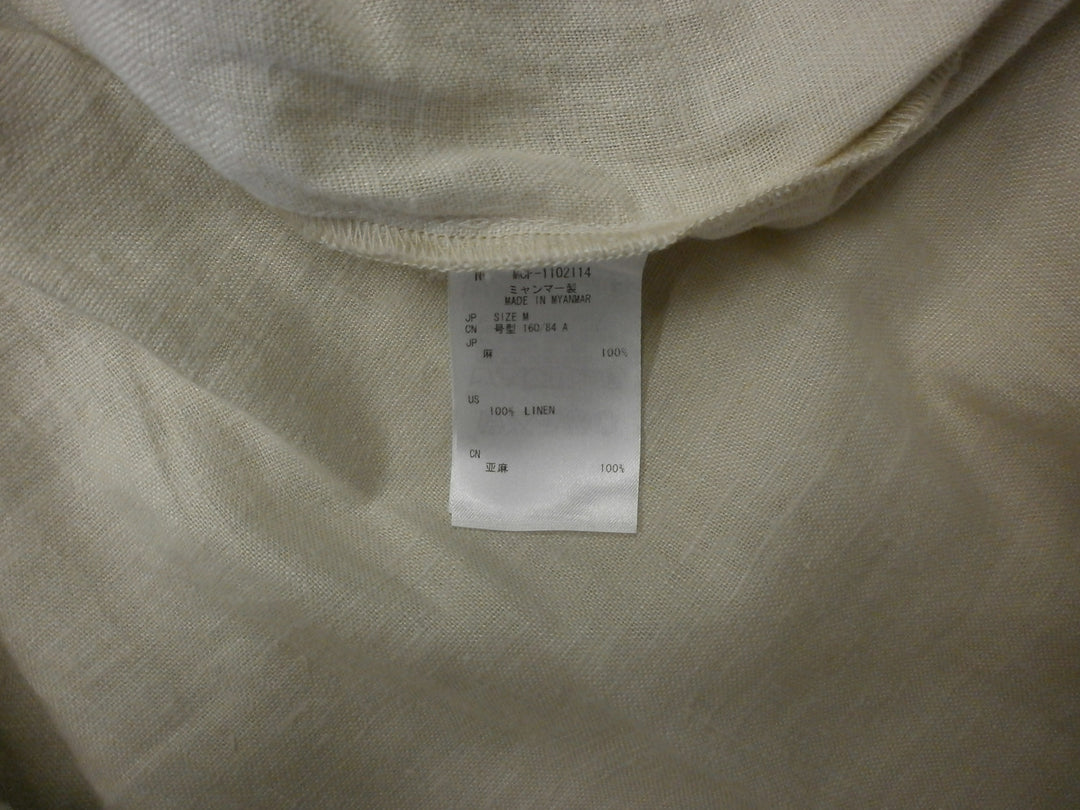 MCF-1102114
ミャンマー製
MADE IN MYANMAR
JP SIZE M
CN 号型 160/84 A
JP
麻 100%
US
100% LINEN
CN
亚麻 100%